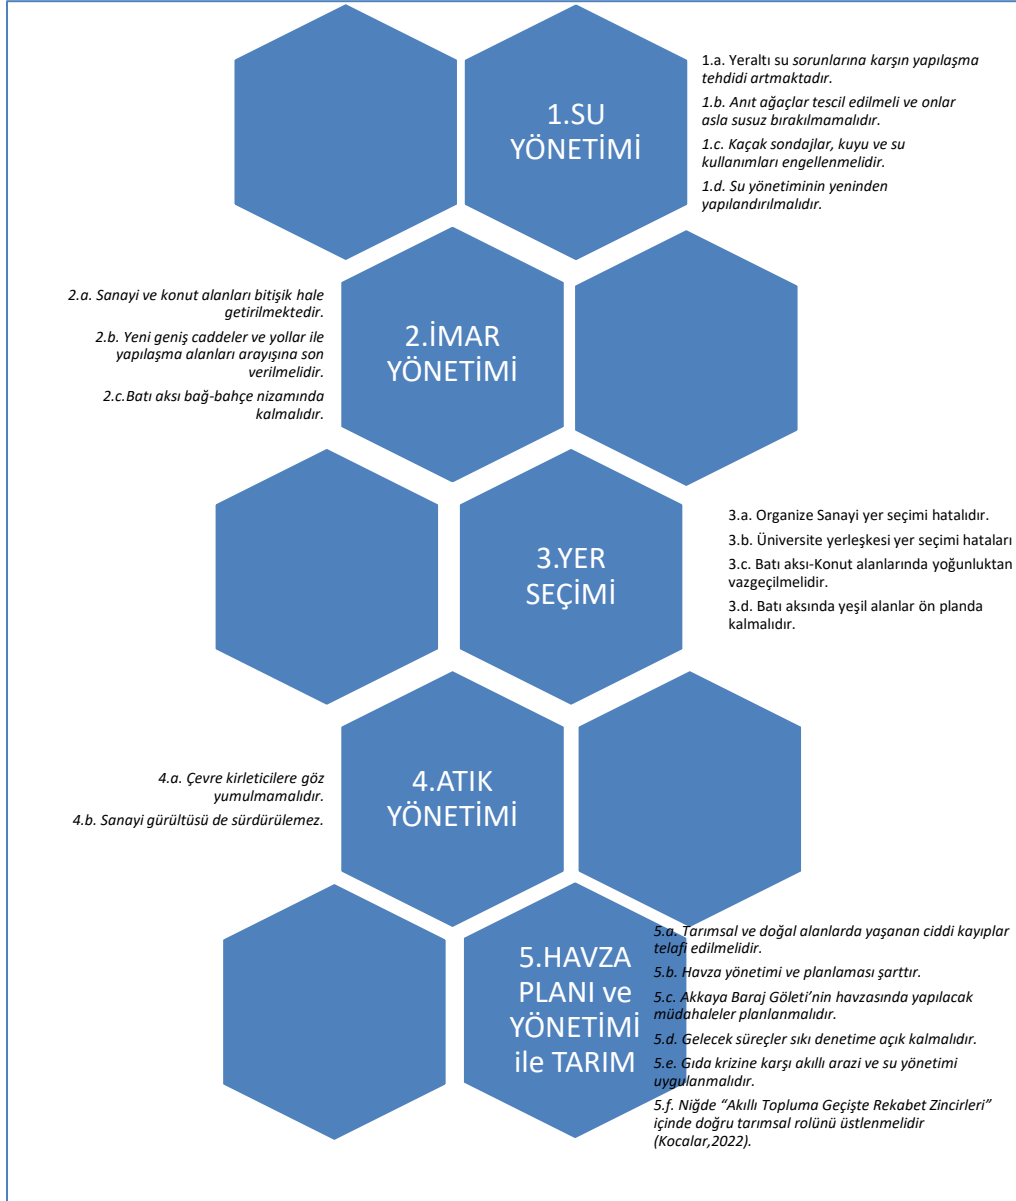 1.SU
YÖNETİMİ
1.a. Yeraltı su sorunlarına karşın yapılaşma
tehdidi artmaktadır.
1.b. Anıt ağaçlar tescil edilmeli ve onlar
asla susuz bırakılmamalıdır.
1.c. Kaçak sondajlar, kuyu ve su
kullanımları engellenmelidir.
1.d. Su yönetiminin yeninden
yapılandırılmalıdır.
2.İMAR
YÖNETİMİ
2.a. Sanayi ve konut alanları bitişik hale
getirilmektedir.
2.b. Yeni geniş caddeler ve yollar ile
yapılaşma alanları arayışına son
verilmelidir.
2.c.Batı aksı bağ-bahçe nizamında
kalmalıdır.
3.YER
SEÇİMİ
3.a. Organize Sanayi yer seçimi hatalıdır.
3.b. Üniversite yerleşkesi yer seçimi hataları
3.c. Batı aksı-Konut alanlarında yoğunluktan
vazgeçilmelidir.
3.d. Batı aksında yeşil alanlar ön planda
kalmalıdır.
4.ATIK
YÖNETİMİ
4.a. Çevre kirleticilere göz
yumulmamalıdır.
4.b. Sanayi gürültüsü de sürdürülemez.
5.HAVZA
PLANI ve
YÖNETİMİ
ile TARIM
5.a. Tarımsal ve doğal alanlarda yaşanan ciddi kayıplar
telafi edilmelidir.
5.b. Havza yönetimi ve planlaması şarttır.
5.c. Akkaya Baraj Göleti’nin havzasında yapılacak
müdahaleler planlanmalıdır.
5.d. Gelecek süreçler sıkı denetime açık kalmalıdır.
5.e. Gıda krizine karşı akıllı arazi ve su yönetimi
uygulanmalıdır.
5.f. Niğde “Akıllı Topluma Geçişte Rekabet Zincirleri”
içinde doğru tarımsal rolünü üstlenmelidir
(Kocalar,2022).